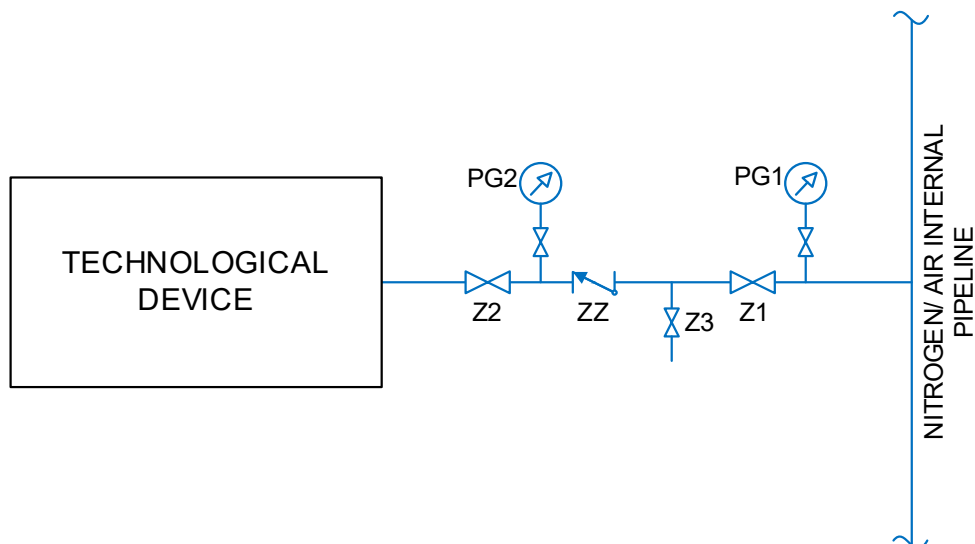 PG2
PG1
TECHNOLOGICAL
DEVICE
Z2
ZZ
Z3
Z1
NITROGEN/ AIR INTERNAL
PIPELINE